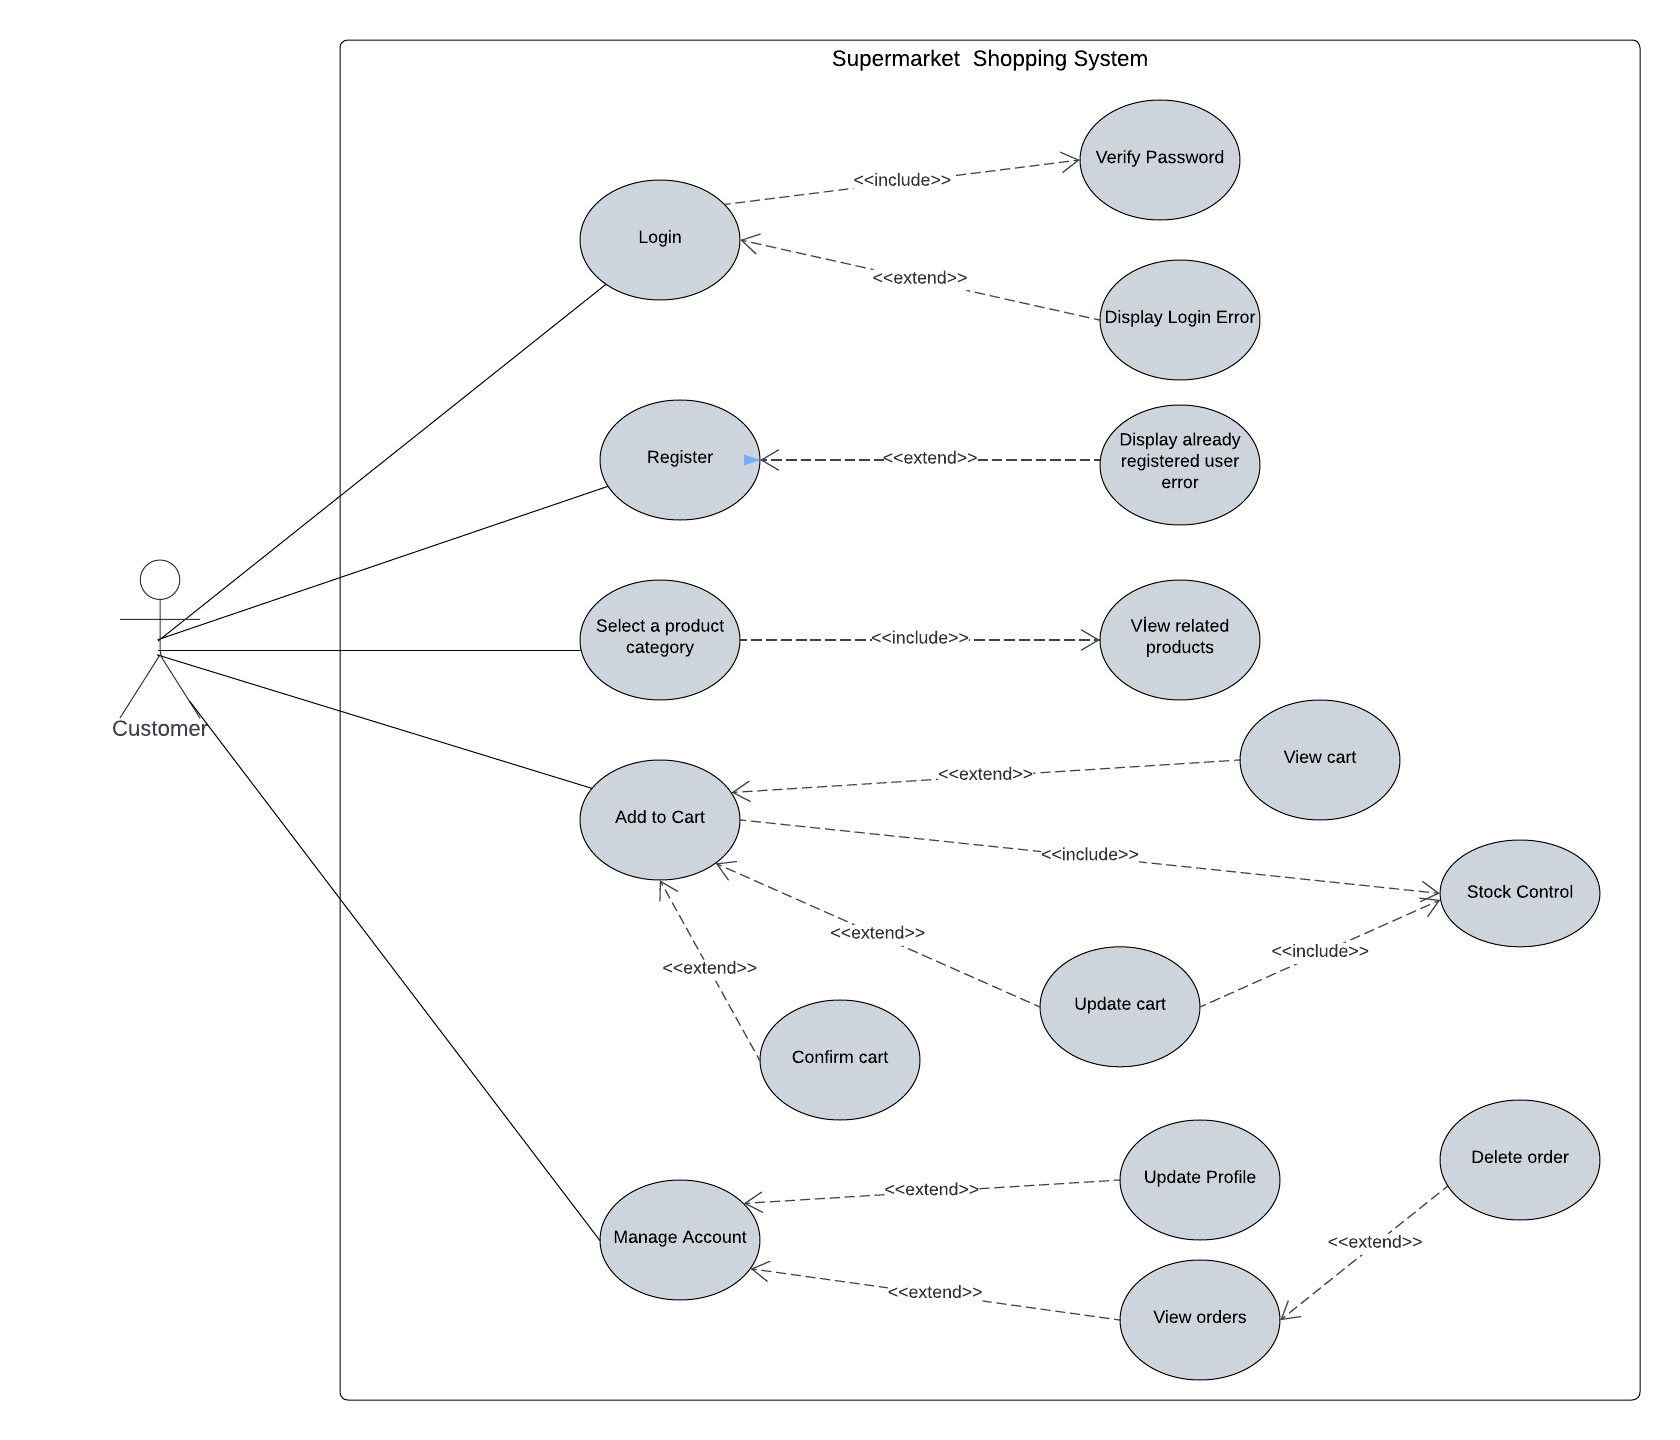 Supermarket  Shopping System
Verify Password
<<include>>
Login
<<extend>>
Display Login Error
Display already
registered user
error
Register
<<extend>>
Select a product
category
<<include>>
Vİew related
products
Customer
View cart
<<extend>>
Add to Cart
<<include>>
Stock Control
<<extend>>
<<include>>
<<extend>>
Update cart
Confirm cart
Delete order
Update Profile
<<extend>>
Manage Account
<<extend>>
<<extend>>
View orders